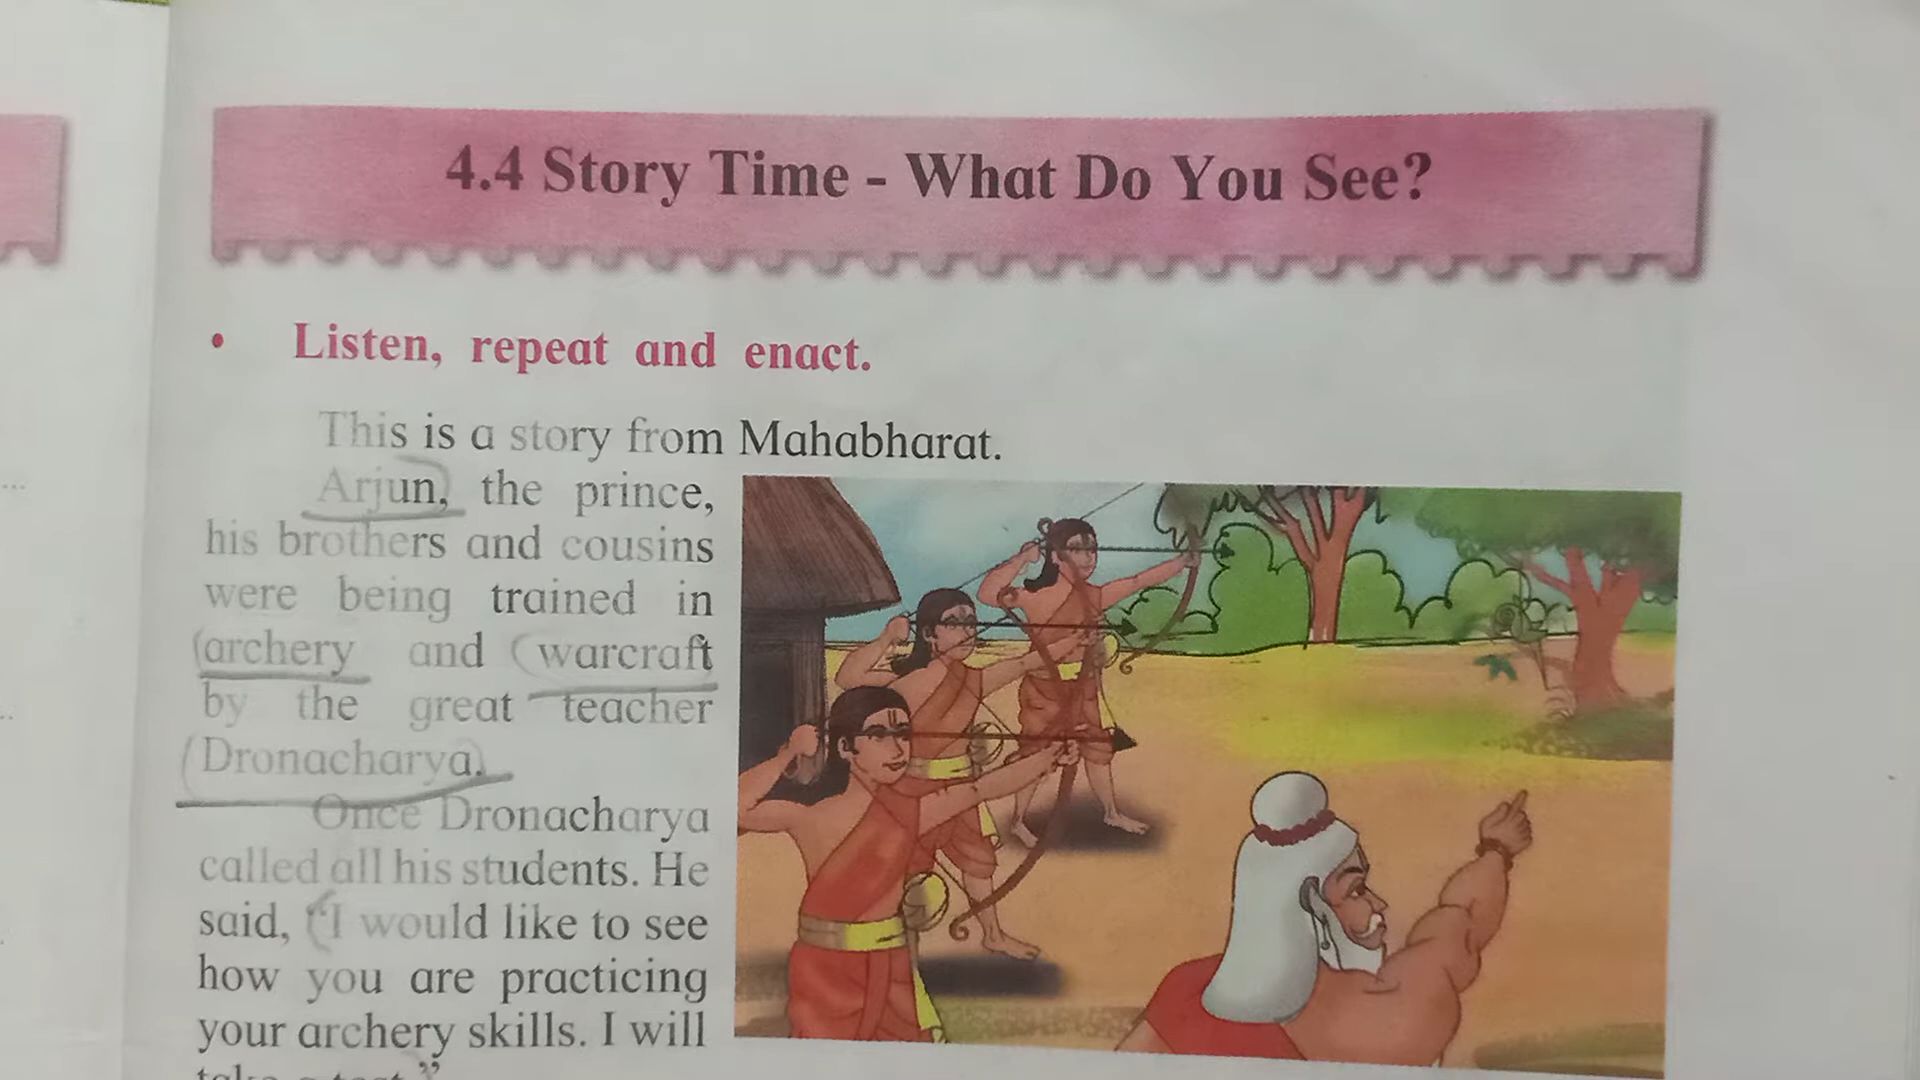 4.4 Story Time - What Do You See?
• Listen, repeat and enact.
This is a story from Mahabharat.
Arjun, the prince,
his brothers and cousins
were being trained in
archery and warcraft
by the great teacher
Dronacharya.
Once Dronacharya
called all his students. He
said, “I would like to see
how you are practicing
your archery skills. I will
take a test.”